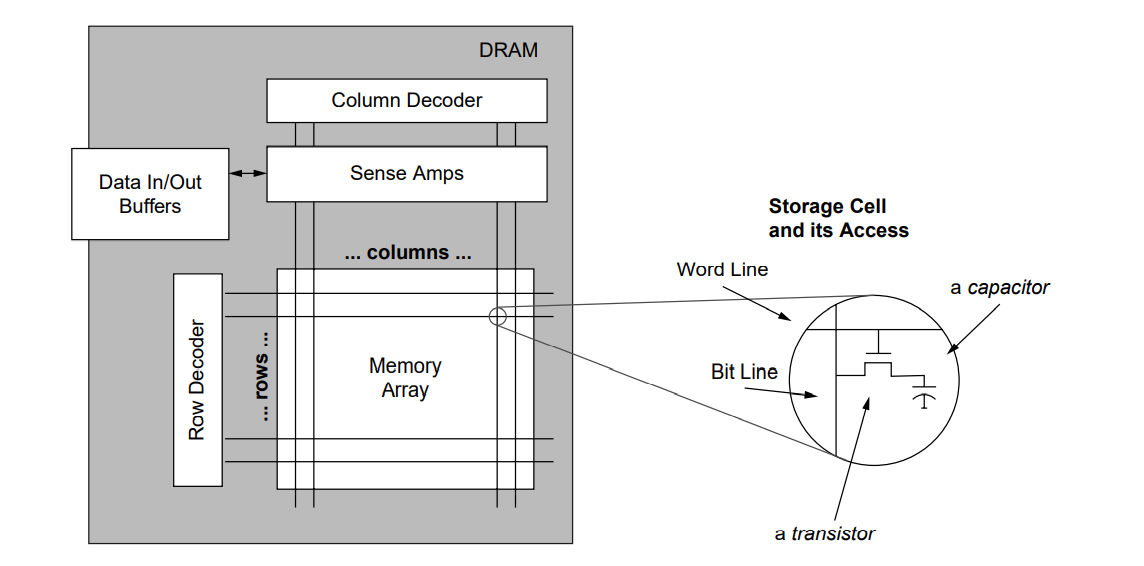 DRAM
Column Decoder
Sense Amps
Data In/Out
Buffers
... columns ...
Row Decoder
... rows ...
Memory
Array
Storage Cell
and its Access
Word Line
a capacitor
Bit Line
a transistor